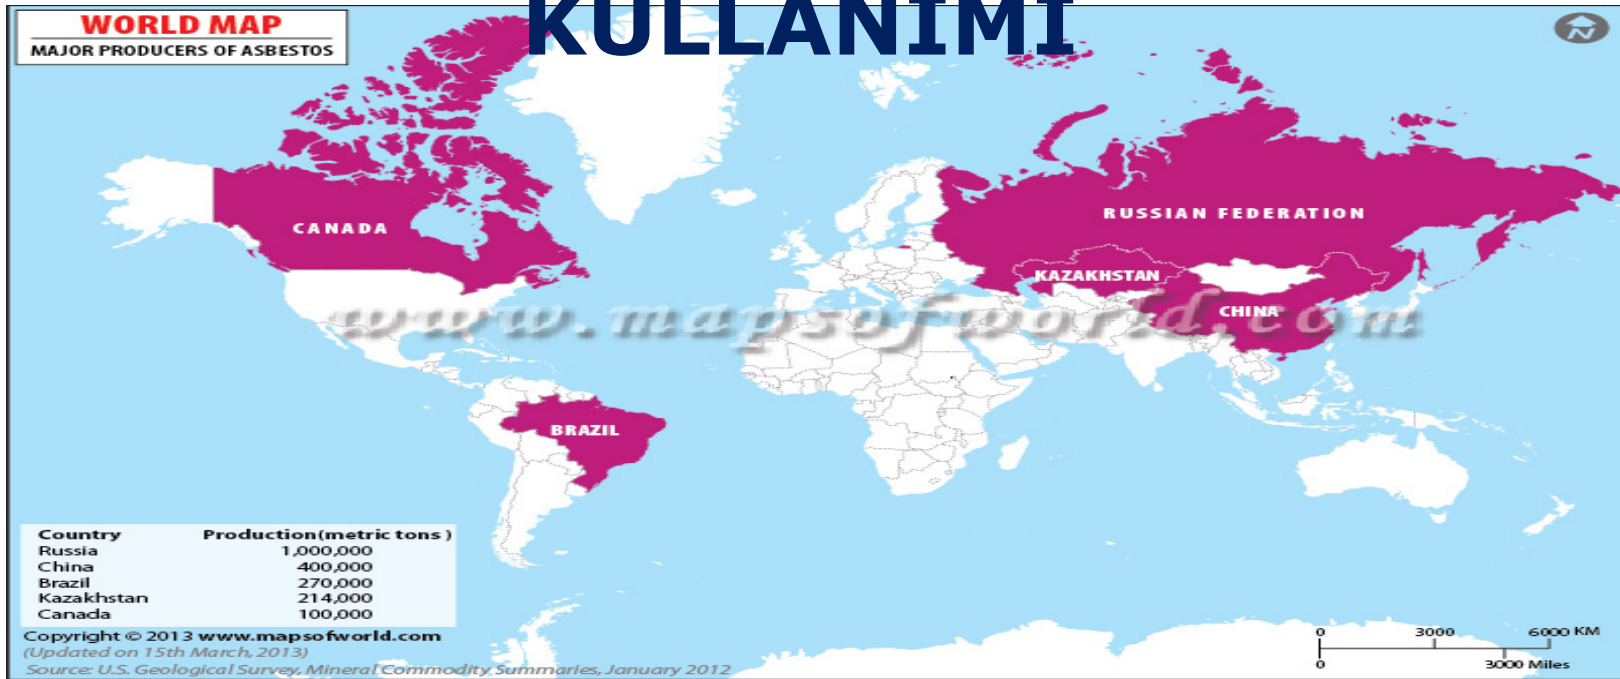 KULLANIMI
WORLD MAP
MAJOR PRODUCERS OF ASBESTOS
N
CANADA
RUSSIAN FEDERATION
KAZAKHSTAN
CHINA
www.mapsofworld.com
BRAZIL
Country Production(metric tons )
Russia 1,000,000
China 400,000
Brazil 270,000
Kazakhstan 214,000
Canada 100,000
Copyright © 2013 www.mapsofworld.com
(Updated on 15th March, 2013)
Source: U.S. Geological Survey, Mineral Commodity Summaries, January 2012
0 3000 6000 KM
0 3000 Miles